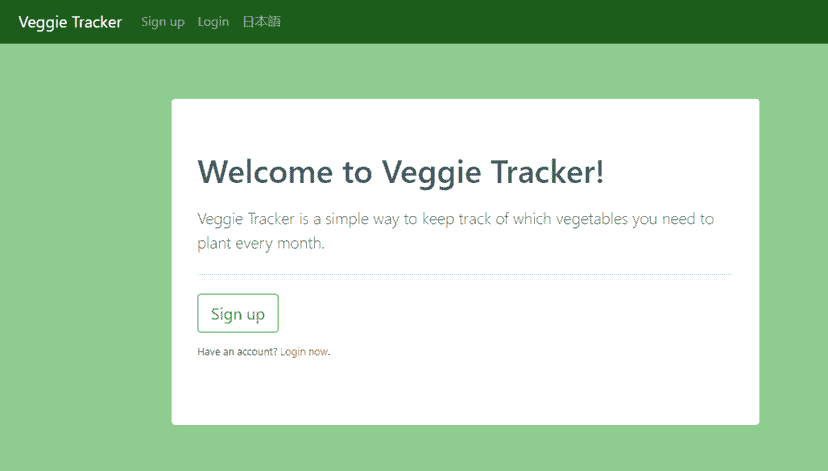 Veggie Tracker Sign up Login 日本語
Welcome to Veggie Tracker!
Veggie Tracker is a simple way to keep track of which vegetables you need to
plant every month.
Sign up
Have an account? Login now.